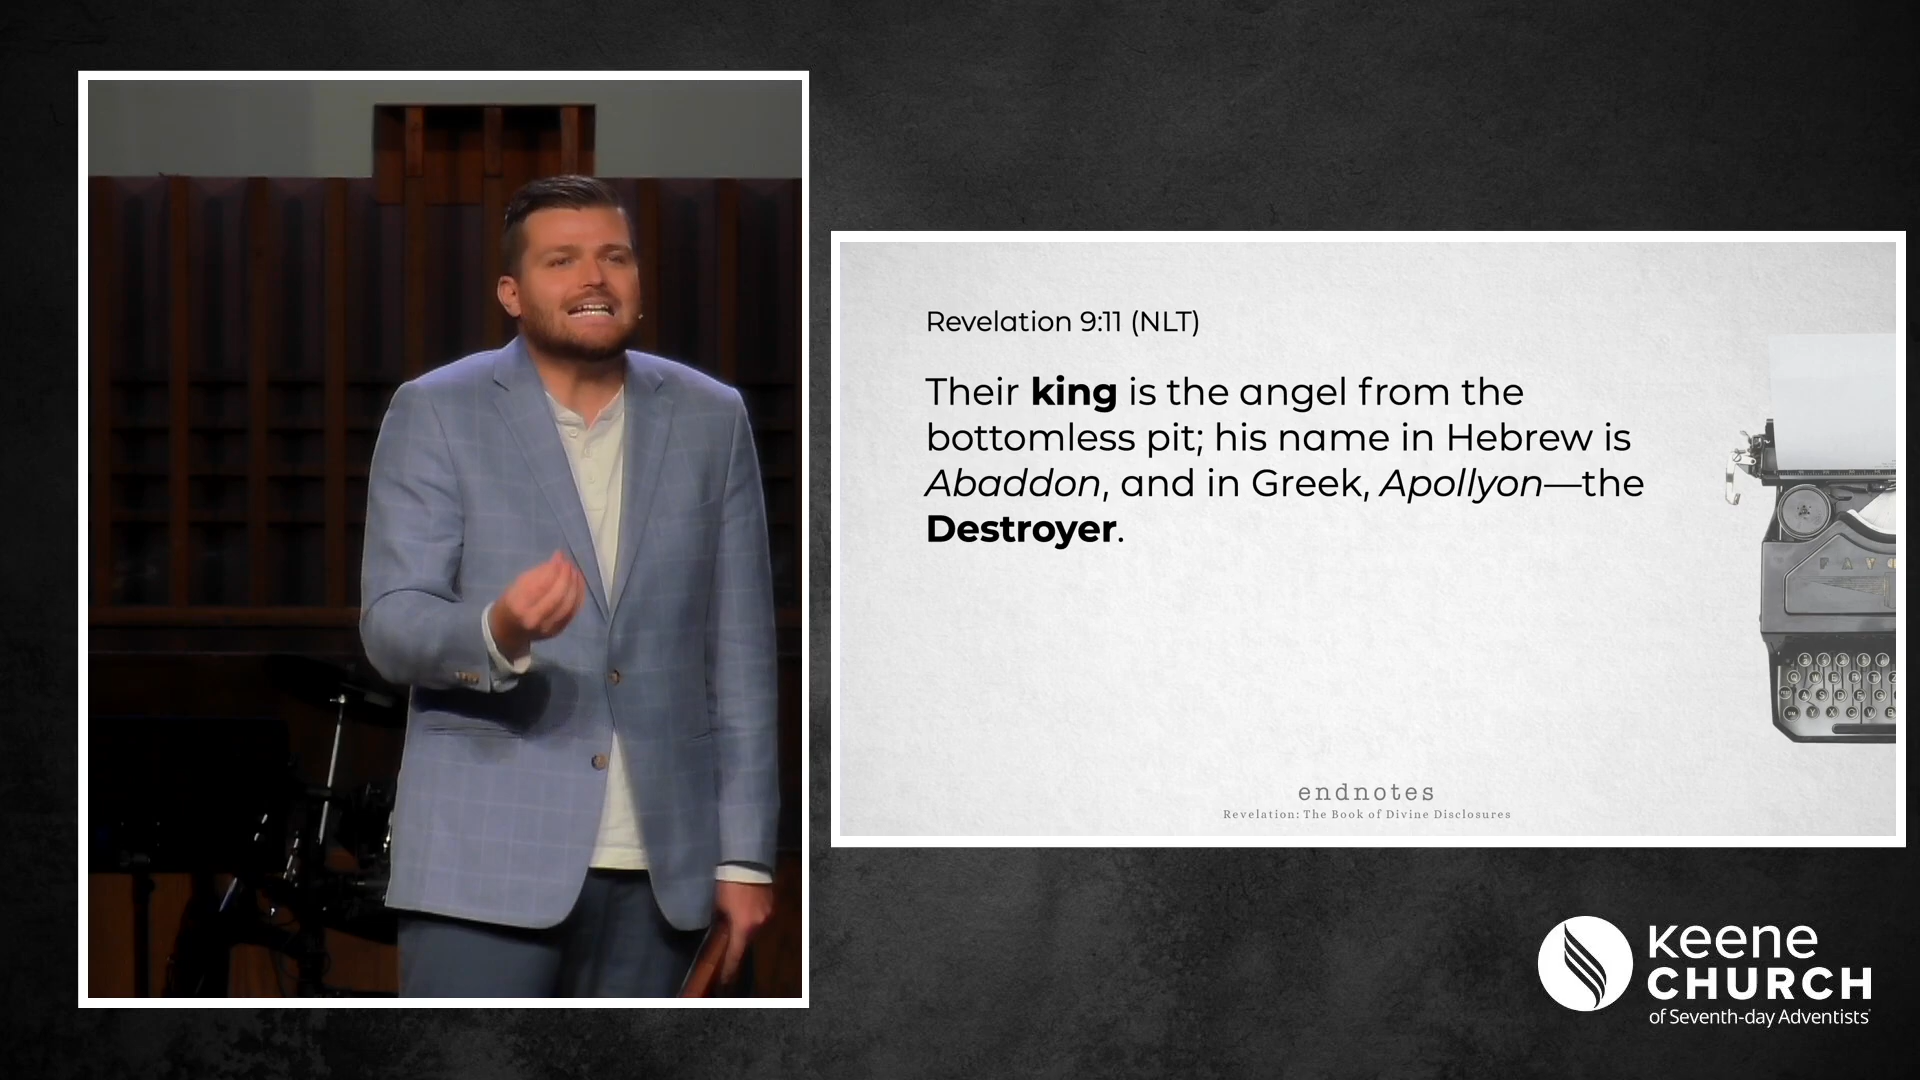 Revelation 9:11 (NLT)
Their king is the angel from the
bottomless pit; his name in Hebrew is
Abaddon, and in Greek, Apollyon—the
Destroyer.
endnotes
Revelation: The Book of Divine Disclosures
Keene
CHURCH
of Seventh-day Adventists